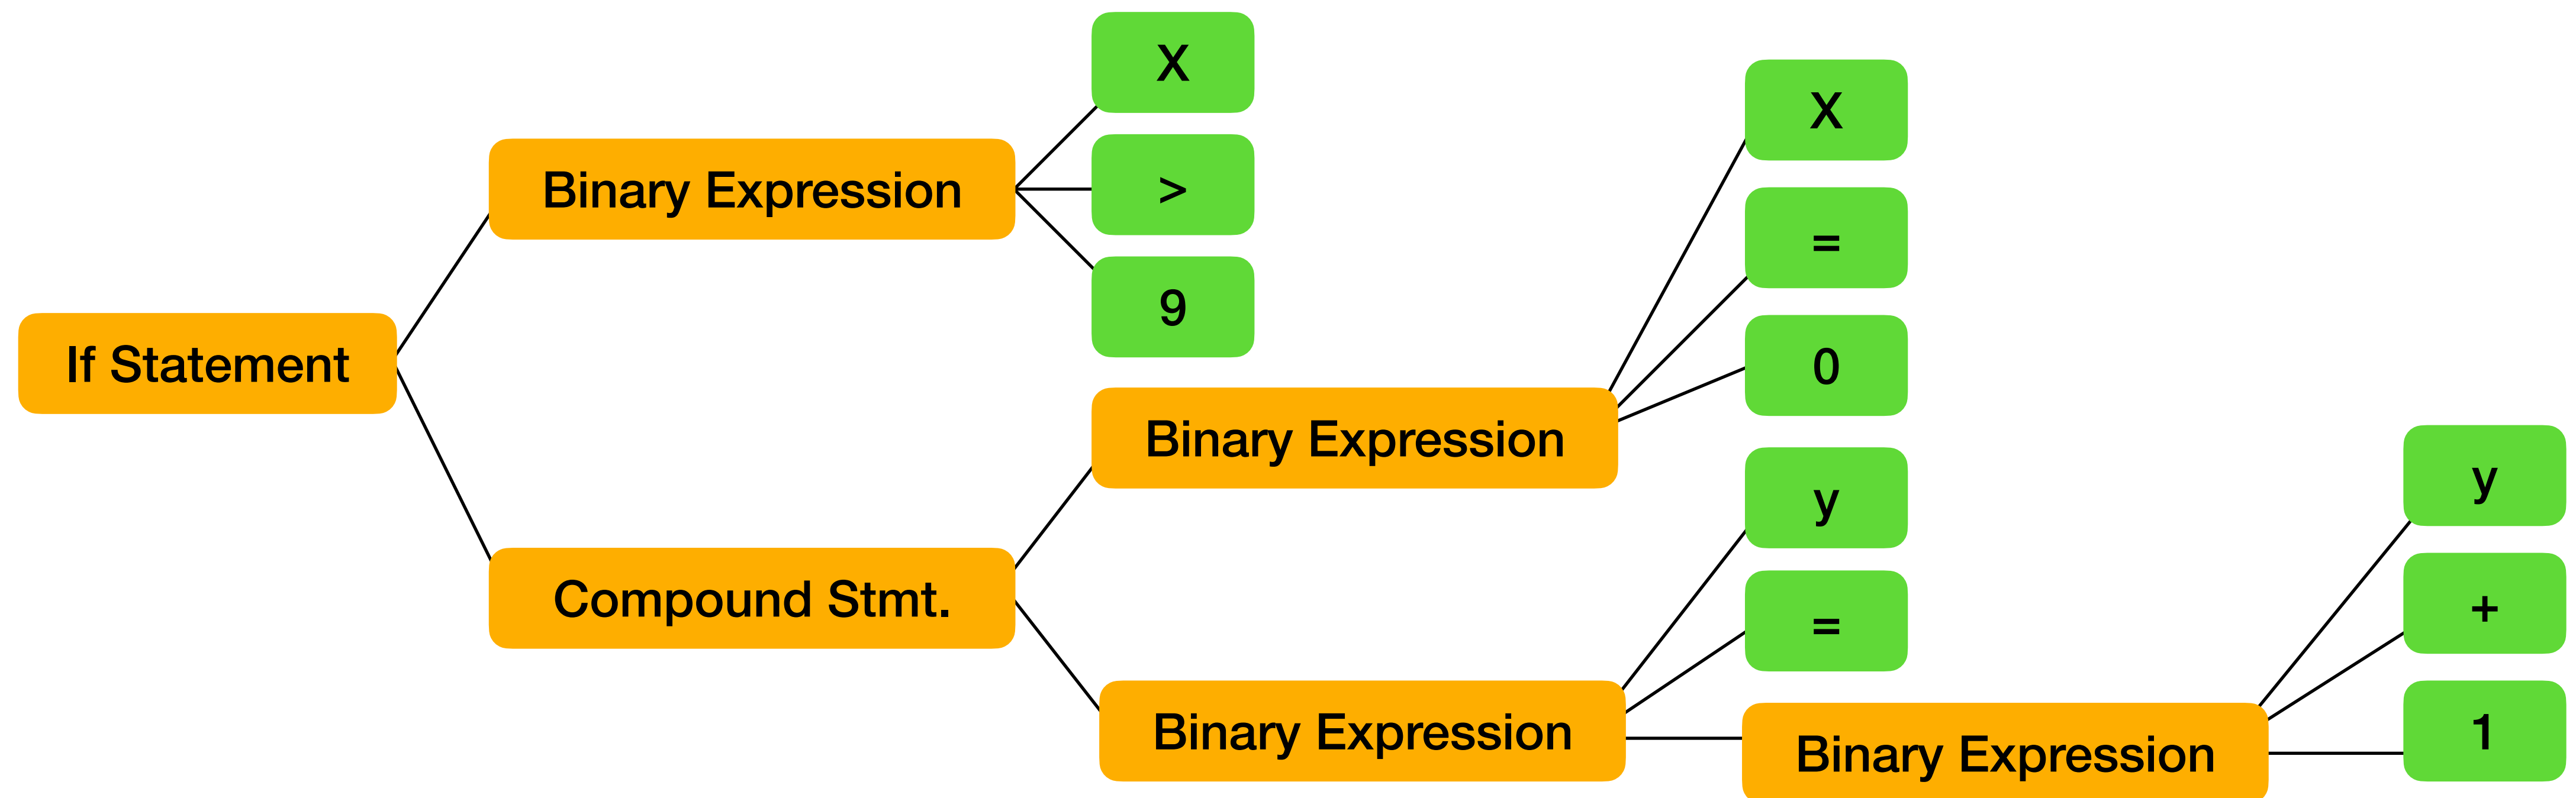 If Statement
Binary Expression
X
>
9
Compound Stmt.
Binary Expression
X
=
0
Binary Expression
y
=
Binary Expression
y
+
1